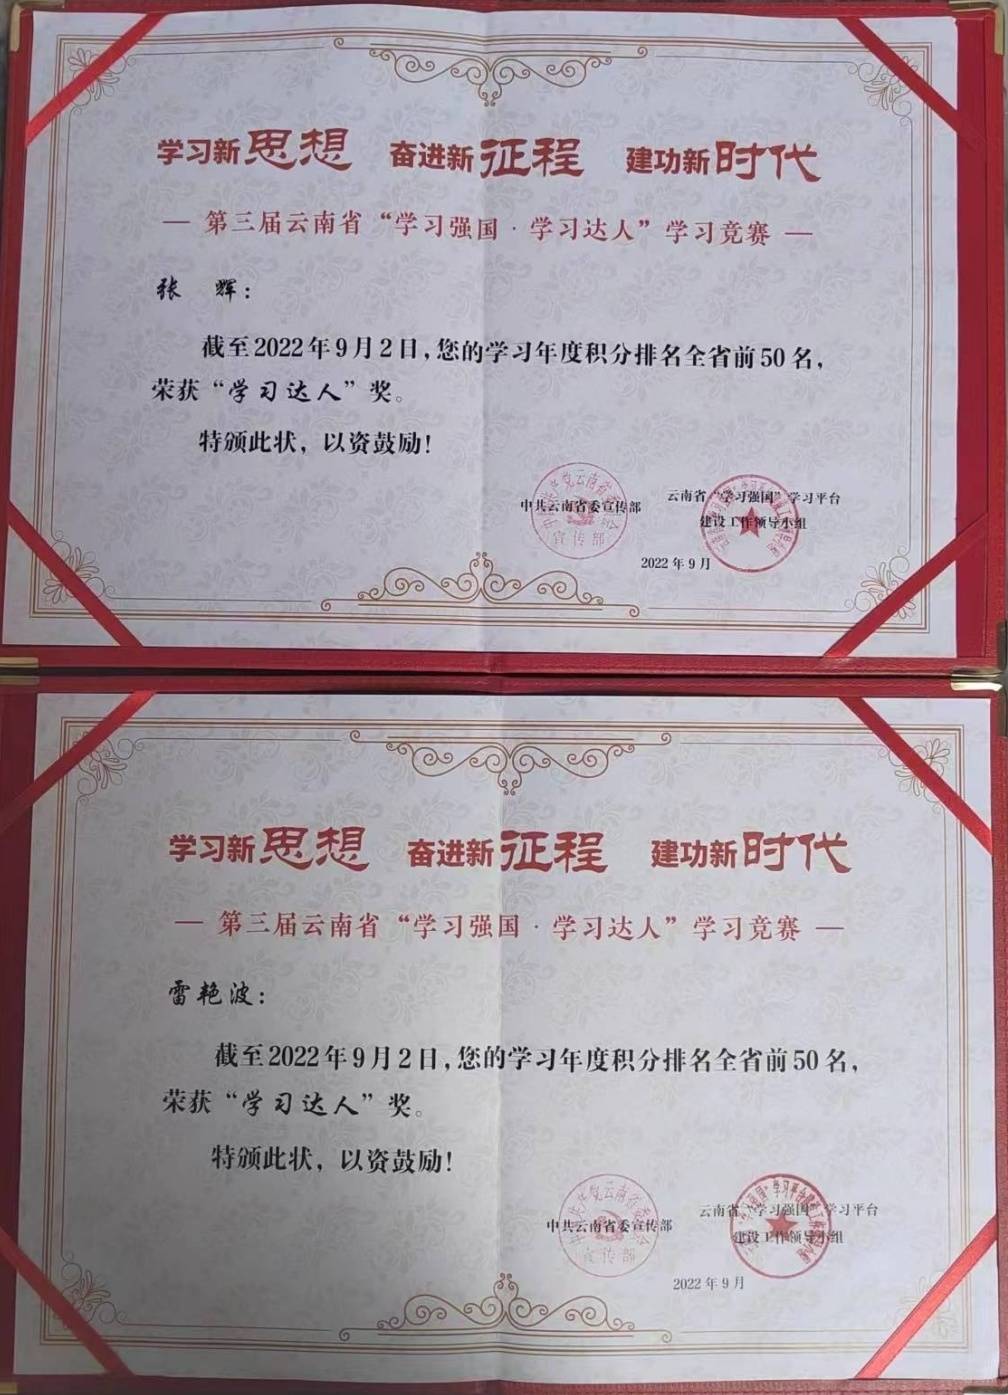 学习新思想 奋进新征程 建功新时代
— 第三届云南省“学习强国·学习达人”学习竞赛 —
张 辉：
截至2022年9月2日，您的学习年度积分排名全省前50名，
荣获“学习达人”奖。
特颁此状，以资鼓励！
中共云南省委宣传部
云南省“学习强国”学习平台
建设工作领导小组
2022年9月
学习新思想 奋进新征程 建功新时代
— 第三届云南省“学习强国·学习达人”学习竞赛 —
雷艳波：
截至2022年9月2日，您的学习年度积分排名全省前50名，
荣获“学习达人”奖。
特颁此状，以资鼓励！
中共云南省委宣传部
云南省“学习强国”学习平台
建设工作领导小组
2022年9月